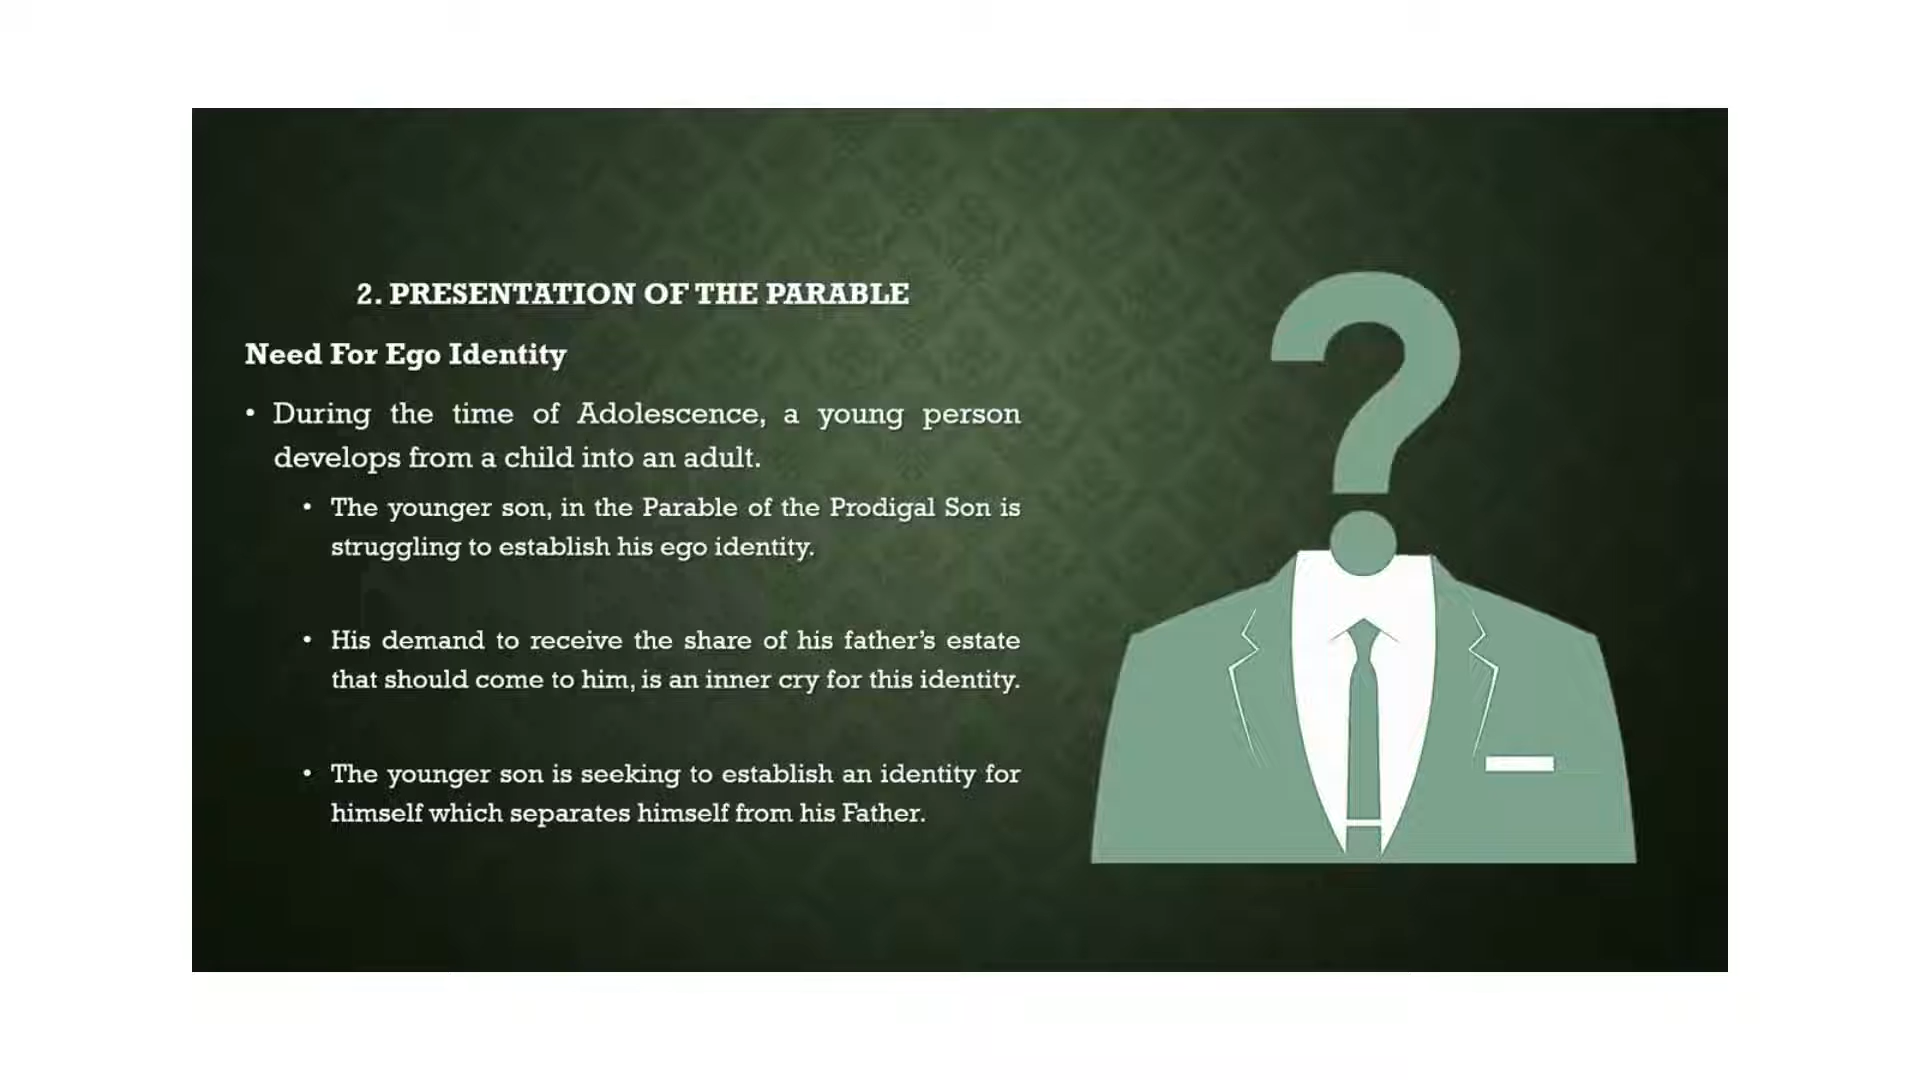 2. PRESENTATION OF THE PARABLE
Need For Ego Identity
• During the time of Adolescence, a young person
develops from a child into an adult.
• The younger son, in the Parable of the Prodigal Son is
struggling to establish his ego identity.
• His demand to receive the share of his father’s estate
that should come to him, is an inner cry for this identity.
• The younger son is seeking to establish an identity for
himself which separates himself from his Father.
?